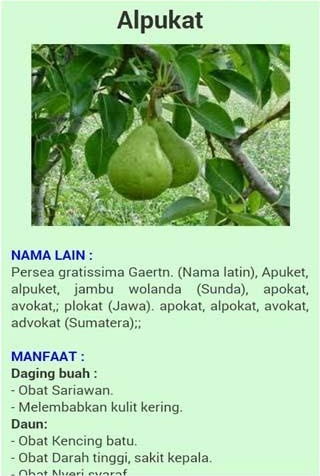 Alpukat
NAMA LAIN :
Persea gratissima Gaertn. (Nama latin), Apuket,
alpuket, jambu wolanda (Sunda), apokat,
avokat,; plokat (Jawa). apokat, alpokat, avokat,
advokat (Sumatera);;
MANFAAT :
Daging buah :
- Obat Sariawan.
- Melembabkan kulit kering.
Daun:
- Obat Kencing batu.
- Obat Darah tinggi, sakit kepala.
- Obat Nyeri syaraf